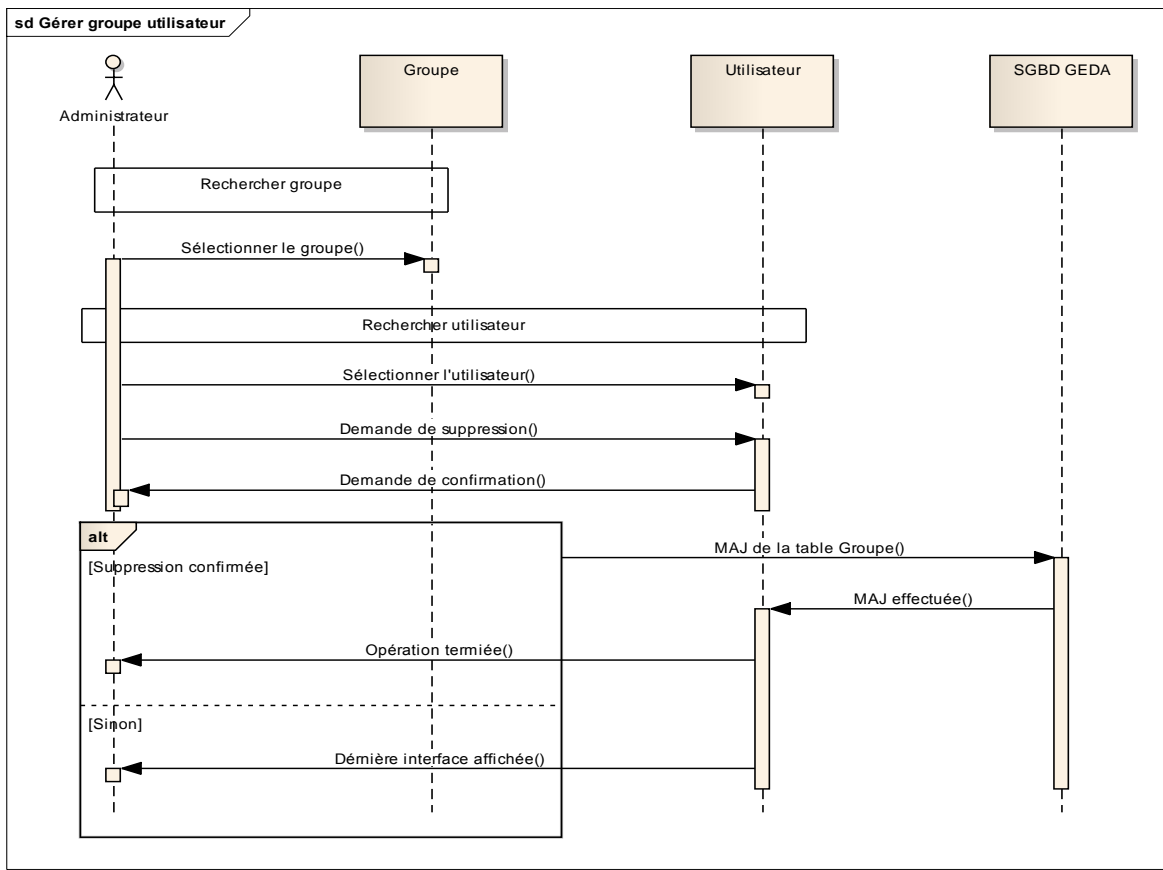 sd Gérer groupe utilisateur
Administrateur
Groupe
Utilisateur
SGBD GEDA
Rechercher groupe
Sélectionner le groupe()
Rechercher utilisateur
Sélectionner l'utilisateur()
Demande de suppression()
Demande de confirmation()
alt
MAJ de la table Groupe()
[Suppression confirmée]
MAJ effectuée()
Opération termiée()
[Sinon]
Dérnière interface affichée()